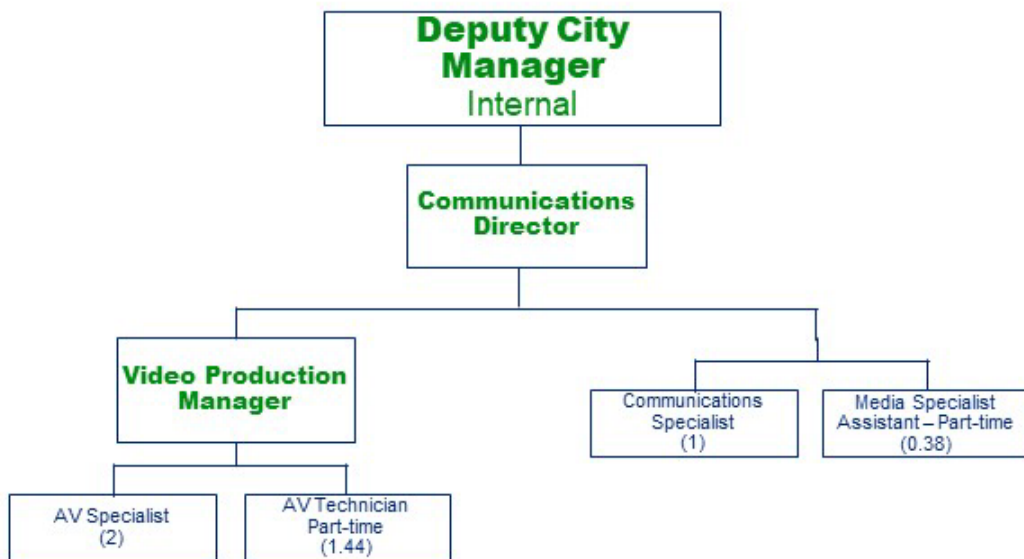 Deputy City
Manager
Internal
Communications
Director
Video Production
Manager
Communications
Specialist
(1)
Media Specialist
Assistant – Part-time
(0.38)
AV Specialist
(2)
AV Technician
Part-time
(1.44)